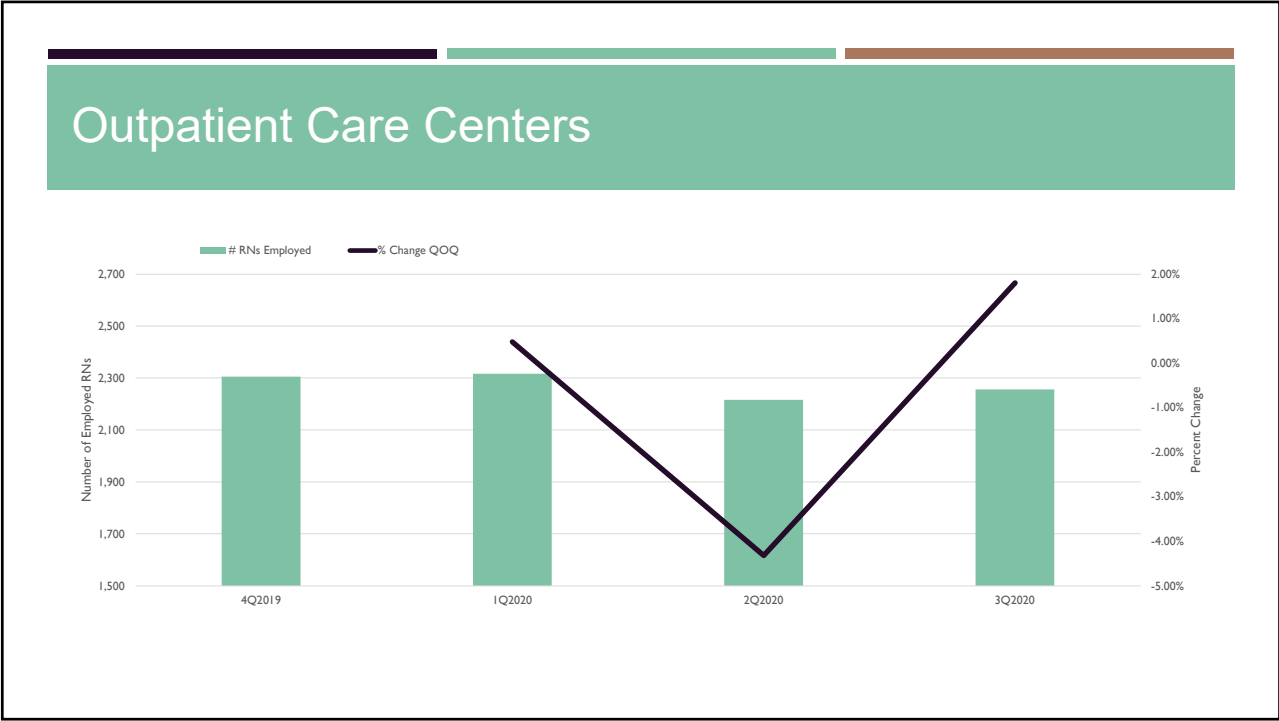 Outpatient Care Centers
# RNs Employed
% Change QOQ
2,700
2,500
2,300
2,100
1,900
1,700
1,500
Number of Employed RNs
2.00%
1.00%
0.00%
-1.00%
-2.00%
-3.00%
-4.00%
-5.00%
Percent Change
4Q2019
1Q2020
2Q2020
3Q2020